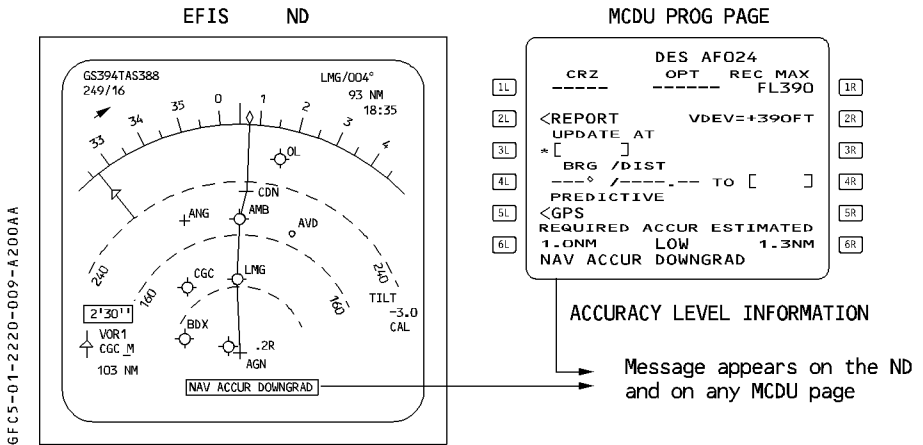 EFIS ND
GS394TAS388
249/16
LMG/004°
93 NM
18:35
33
34
35
0
1
2
3
4
OL
CDN
ANG
AMB
AVD
CGC
LMG
240
160
160
240
TILT
-3.0
CAL
2'30''
VOR1
CGC M
103 NM
BDX
.2R
AGN
NAV ACCUR DOWNGRAD
GFC5-01-2220-009-A200AA
MCDU PROG PAGE
DES AF024
CRZ OPT REC MAX
1L ----- ----- FL390 1R
2L <REPORT VDEV=+390FT 2R
UPDATE AT
3L *[ ] 3R
BRG /DIST
4L ---° /----.-- TO [ ] 4R
PREDICTIVE
5L <GPS 5R
REQUIRED ACCUR ESTIMATED
6L 1.0NM LOW 1.3NM 6R
NAV ACCUR DOWNGRAD
ACCURACY LEVEL INFORMATION
Message appears on the ND
and on any MCDU page